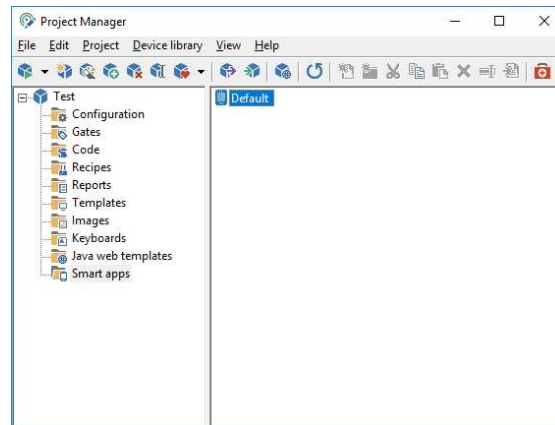 Project Manager
File Edit Project Device library View Help
Test
Configuration
Gates
Code
Recipes
Reports
Templates
Images
Keyboards
Java web templates
Smart apps
Default